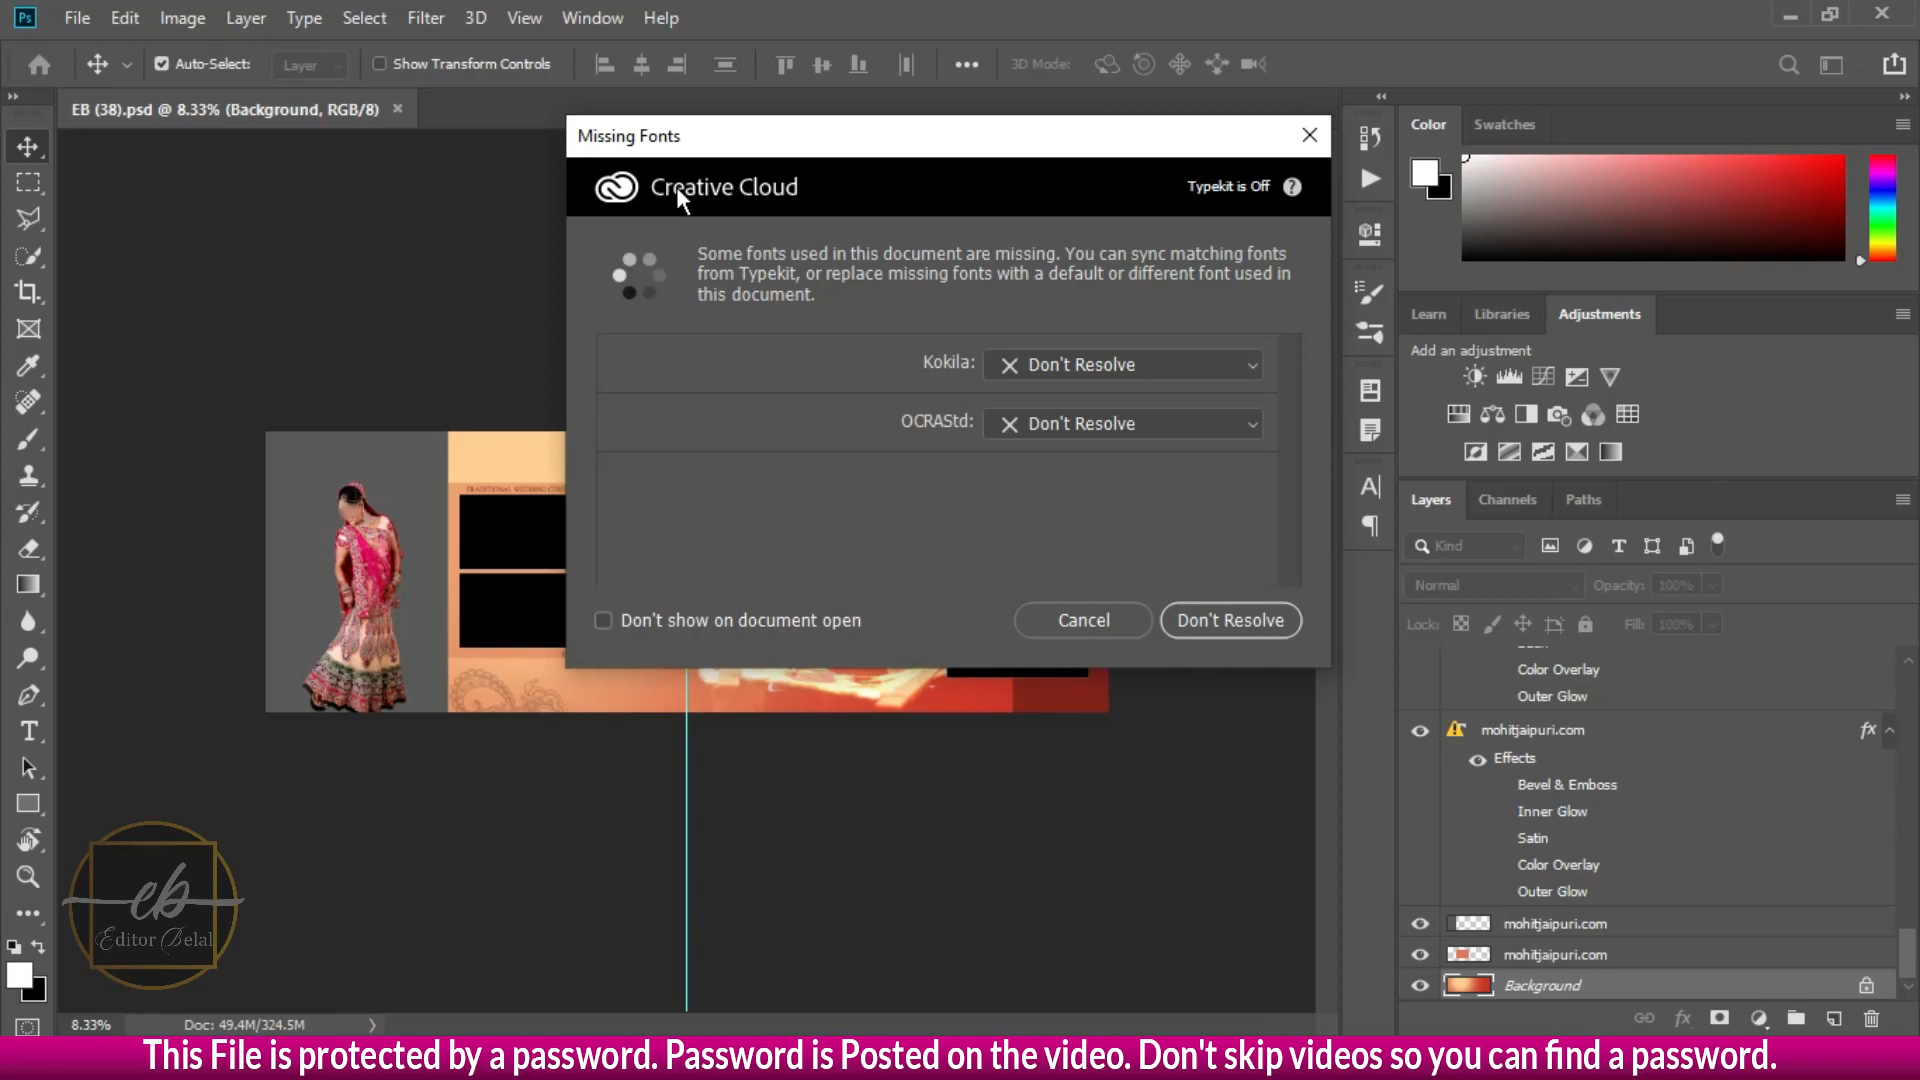 Ps File Edit Image Layer Type Select Filter 3D View Window Help
Auto-Select: Layer Show Transform Controls 3D Mode:
EB (38).psd @ 8.33% (Background, RGB/8)
Missing Fonts
Creative Cloud
Typekit is Off
Some fonts used in this document are missing. You can sync matching fonts
from Typekit, or replace missing fonts with a default or different font used in
this document.
Kokila: Don't Resolve
OCRAStd: Don't Resolve
Don't show on document open
Cancel
Don't Resolve
Color Swatches
Learn Libraries Adjustments
Add an adjustment
Layers Channels Paths
Kind
Normal Opacity: 100%
Lock: Fill: 100%
Color Overlay
Outer Glow
mohitjaipuri.com fx
Effects
Bevel & Emboss
Inner Glow
Satin
Color Overlay
Outer Glow
mohitjaipuri.com
mohitjaipuri.com
Background
eb
Editor Belal
8.33% Doc: 49.4M/324.5M
This File is protected by a password. Password is Posted on the video. Don't skip videos so you can find a password.